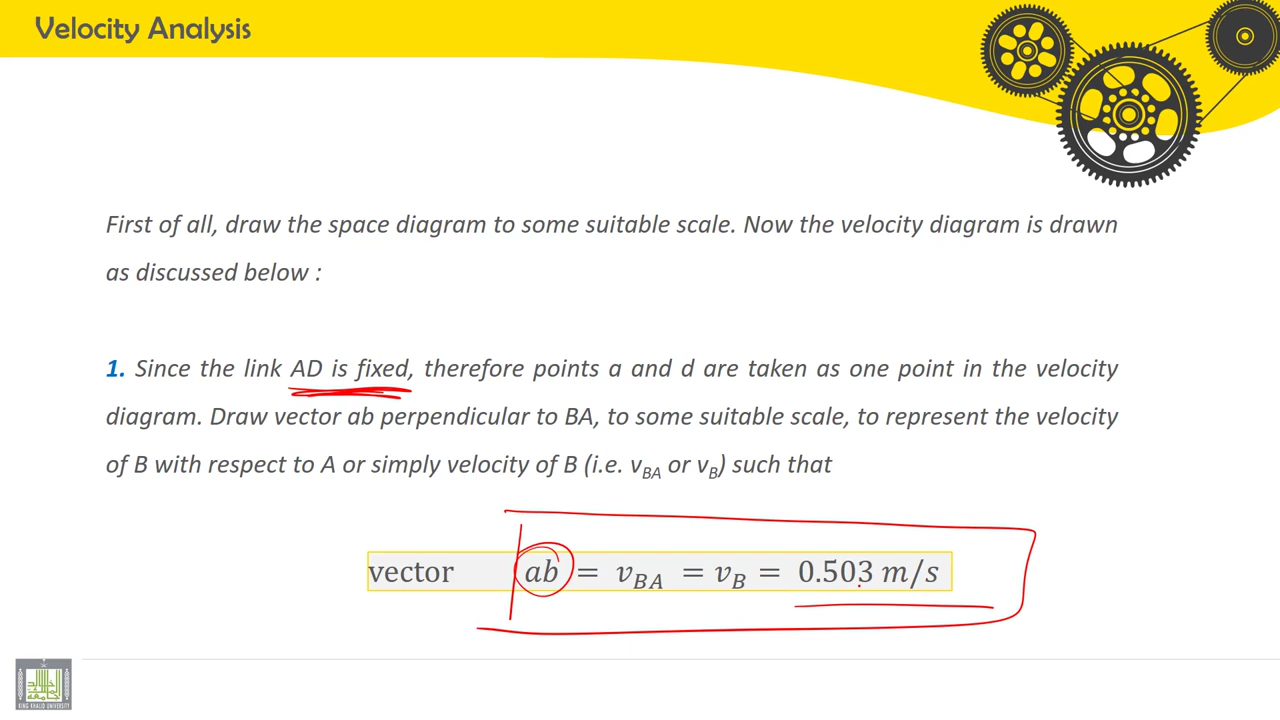 Velocity Analysis
First of all, draw the space diagram to some suitable scale. Now the velocity diagram is drawn
as discussed below :
1. Since the link AD is fixed, therefore points a and d are taken as one point in the velocity
diagram. Draw vector ab perpendicular to BA, to some suitable scale, to represent the velocity
of B with respect to A or simply velocity of B (i.e. vBA or vB) such that
vector ab = vBA = vB = 0.503 m/s
KING KHALID UNIVERSITY